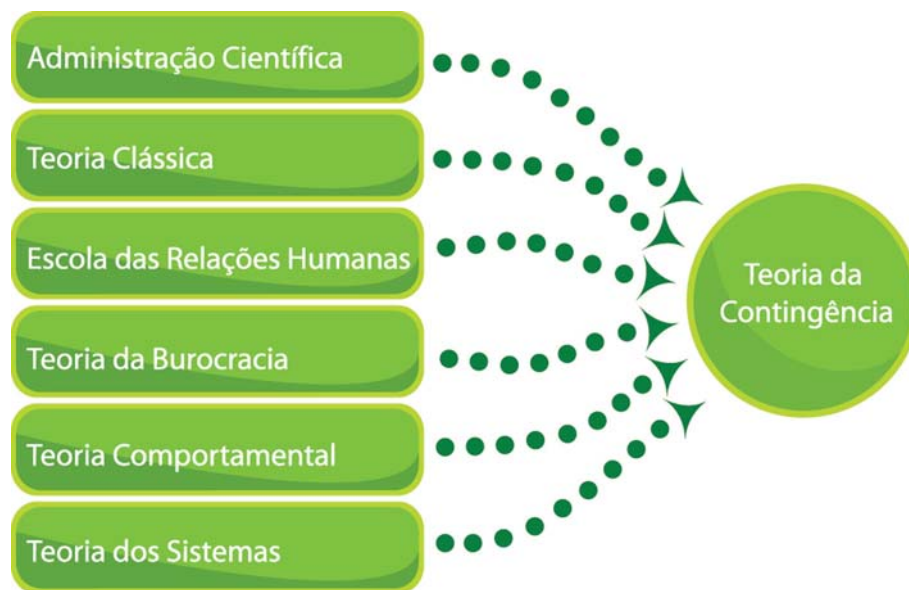 Administração Científica
Teoria Clássica
Escola das Relações Humanas
Teoria da Burocracia
Teoria Comportamental
Teoria dos Sistemas
Teoria da
Contingência